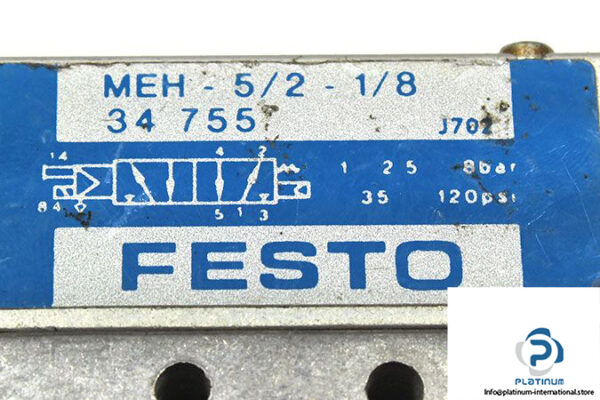 MEH - 5/2 - 1/8
34 755
J702
14 4 2
84 5 1 3
1 2 5 8bar
35 120psi
FESTO
PLATINUM
Info@platinum-international.store